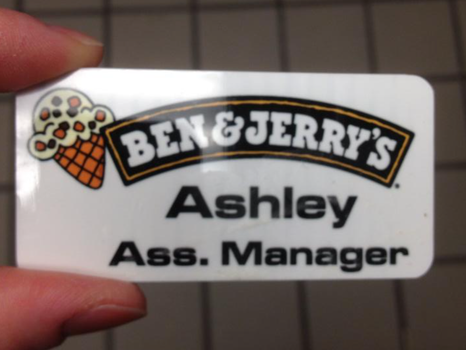 BEN & JERRY'S
Ashley
Ass. Manager